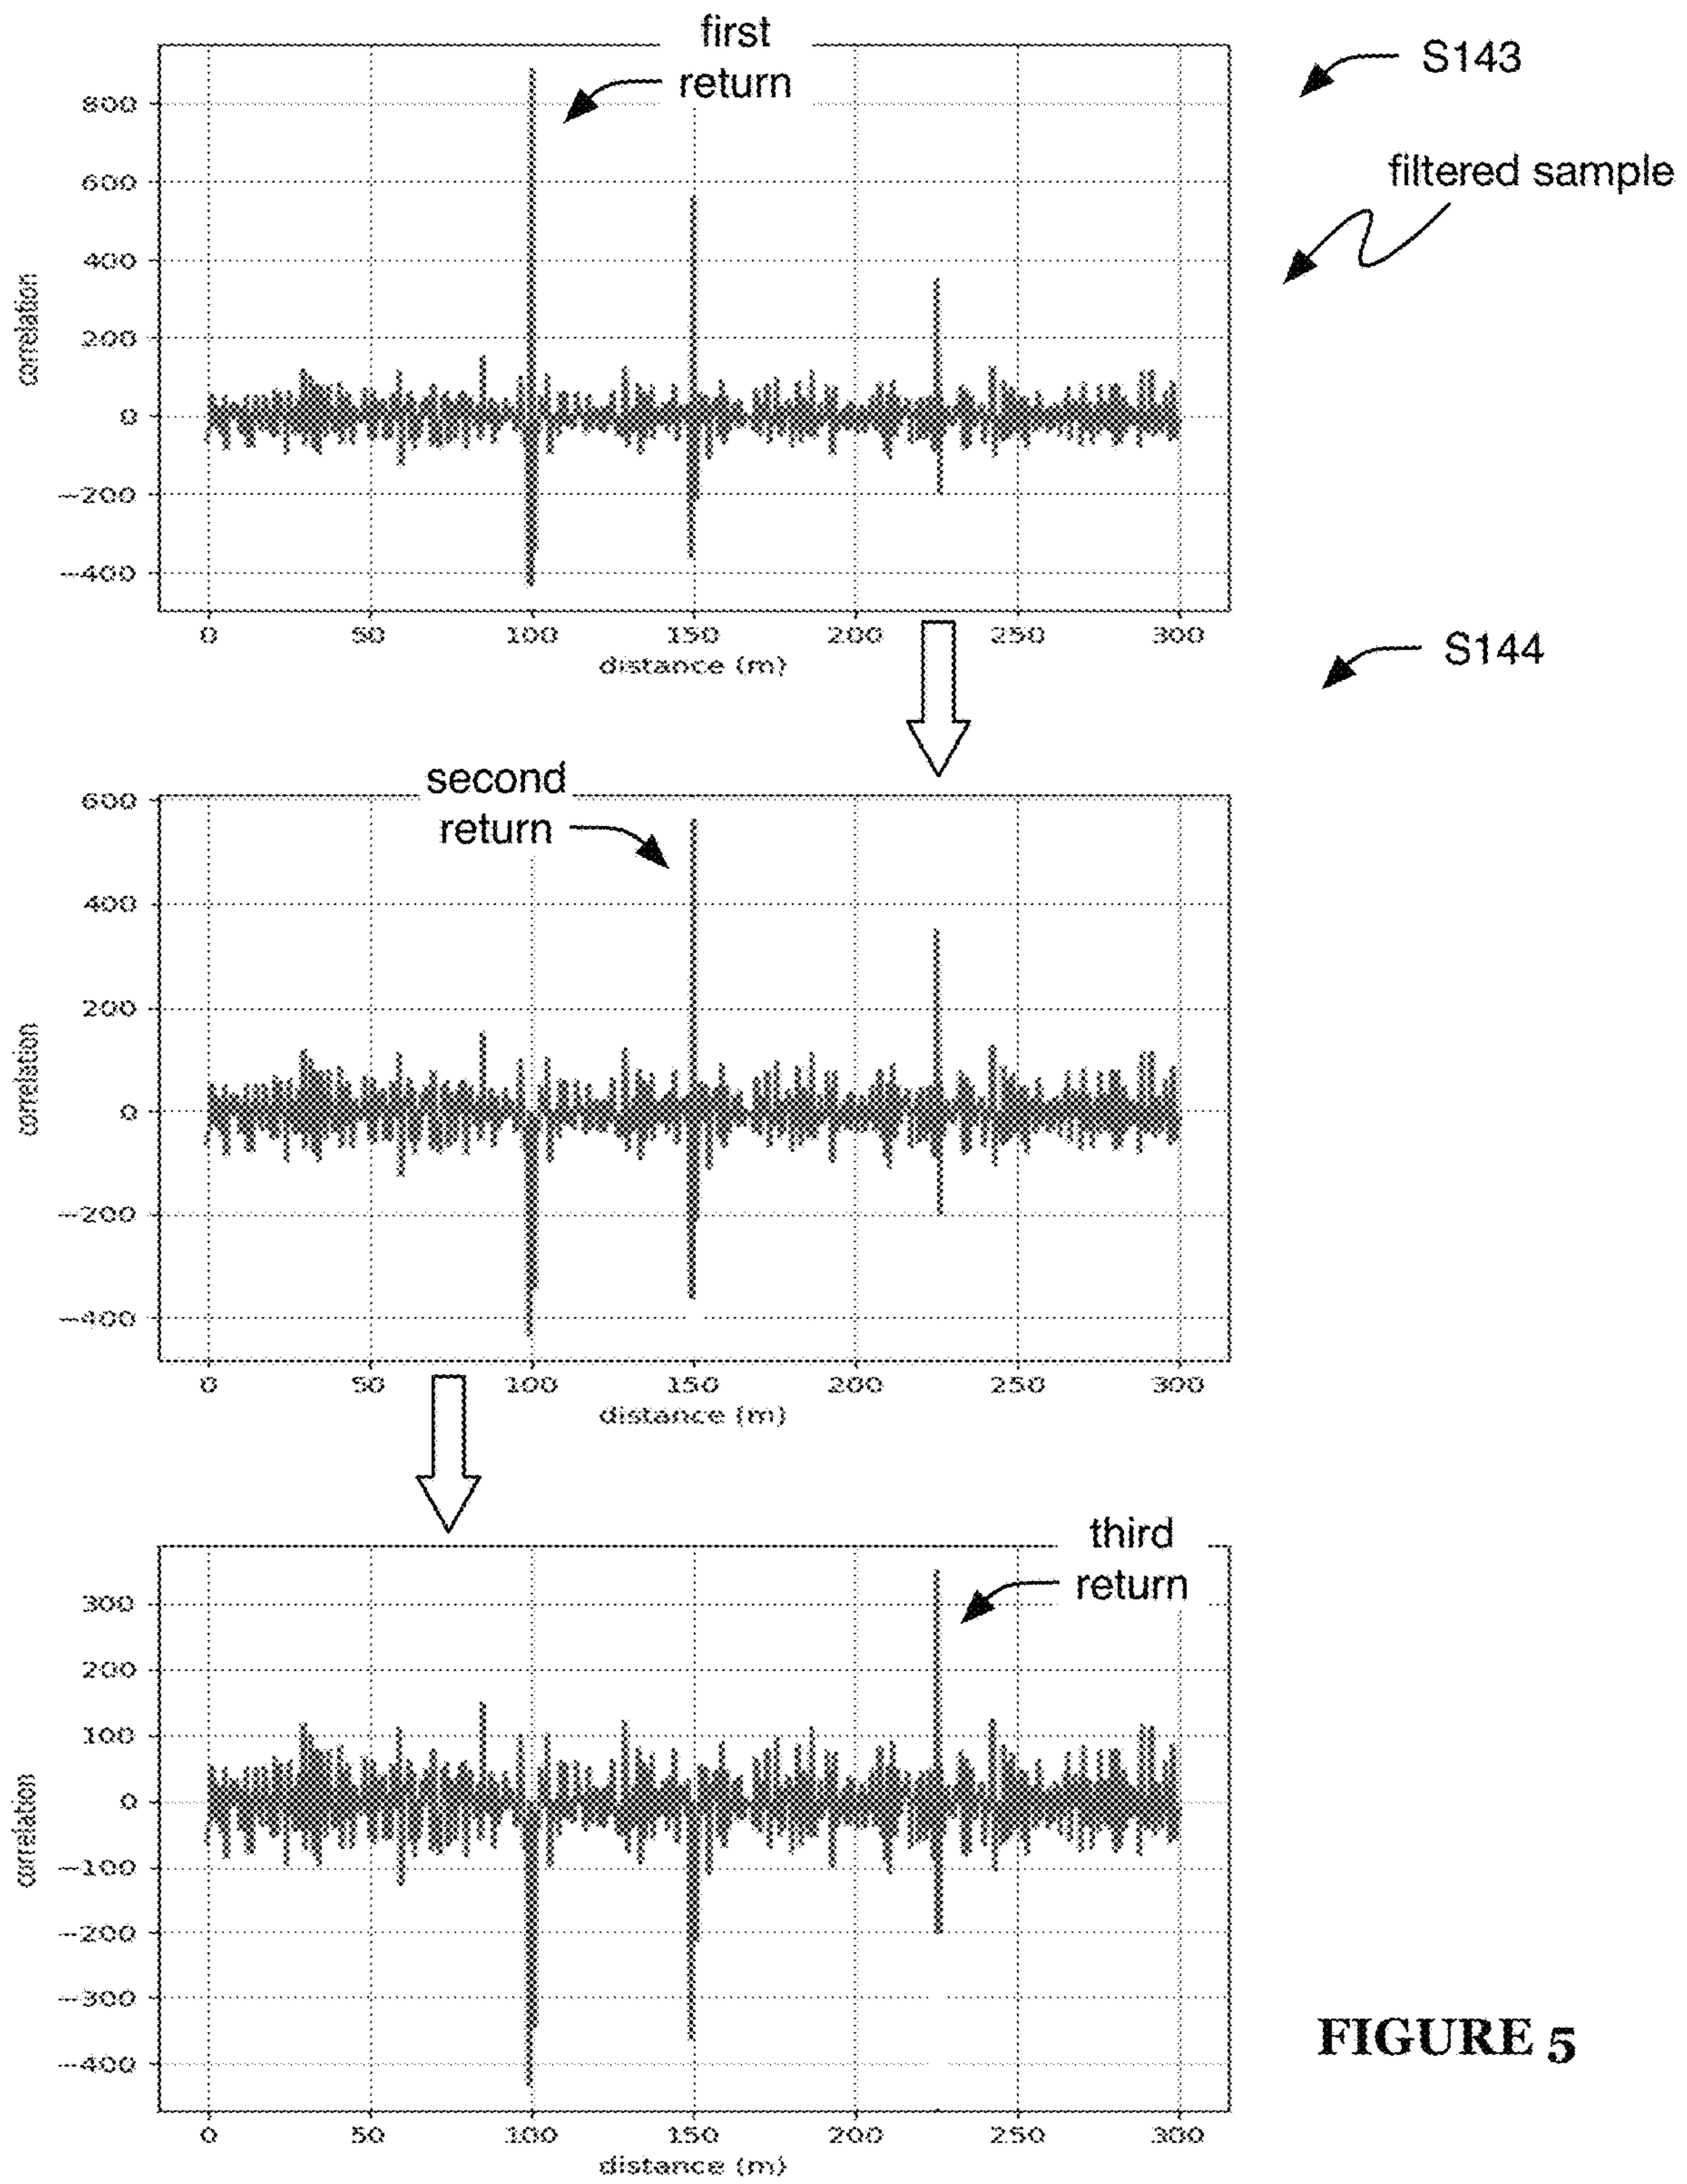 first
return
S143
filtered sample
800
600
400
200
0
−200
−400
correlation
0 50 100 150 200 250 300
distance (m)
S144
second
return
600
400
200
0
−200
−400
correlation
0 50 100 150 200 250 300
distance (m)
third
return
300
200
100
0
−100
−200
−300
−400
correlation
0 50 100 150 200 250 300
distance (m)
FIGURE 5